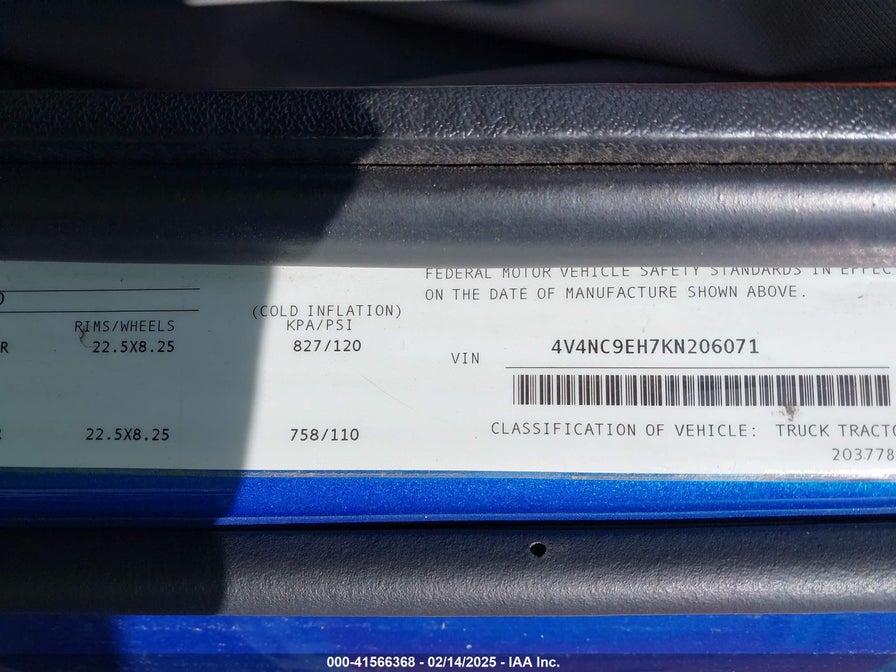 FEDERAL MOTOR VEHICLE SAFETY STANDARDS IN EFFEC
ON THE DATE OF MANUFACTURE SHOWN ABOVE.
(COLD INFLATION)
RIMS/WHEELS KPA/PSI
R 22.5X8.25 827/120
VIN 4V4NC9EH7KN206071
R 22.5X8.25 758/110
CLASSIFICATION OF VEHICLE: TRUCK TRACTO
203778
000-41566368 - 02/14/2025 - IAA Inc.